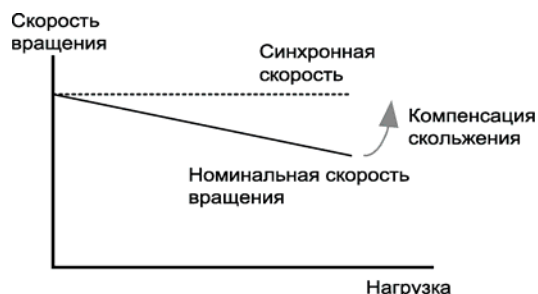 Скорость
вращения
Синхронная
скорость
Компенсация
скольжения
Номинальная скорость
вращения
Нагрузка